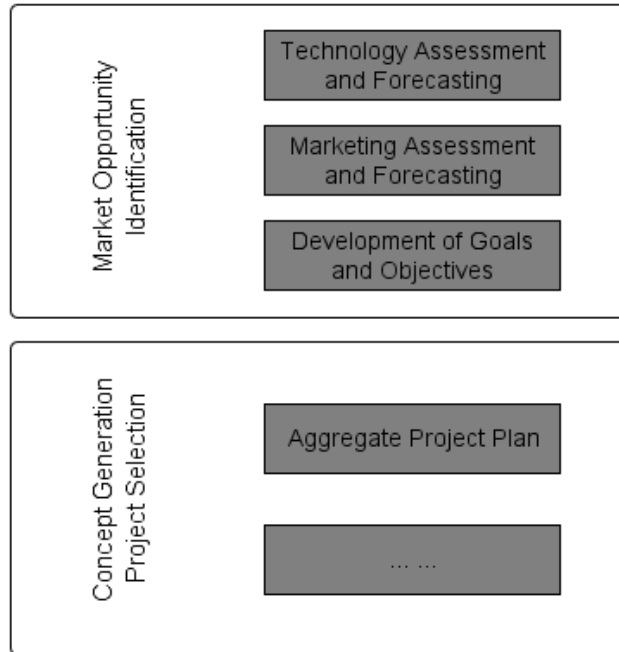 Market Opportunity
Identification
Technology Assessment
and Forecasting
Marketing Assessment
and Forecasting
Development of Goals
and Objectives
Concept Generation
Project Selection
Aggregate Project Plan
... ...